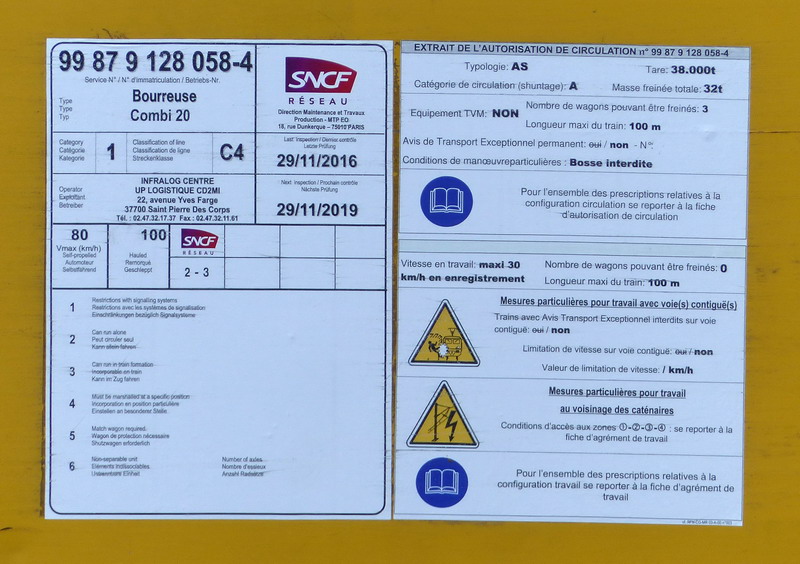 99 87 9 128 058-4
Service N° / N° d'immatriculation / Betriebs-Nr.
Type
Type
Typ
Bourreuse
Combi 20
SNCF
RÉSEAU
Direction Maintenance et Travaux
Production - MTP EO
18, rue Dunkerque – 75010 PARIS
Category
Catégorie
Kategorie
1
Classification of line
Classification de ligne
Streckenklasse
C4
Last Inspection / Dernier contrôle
Letzte Prüfung
29/11/2016
Operator
Exploitant
Betreiber
INFRALOG CENTRE
UP LOGISTIQUE CD2MI
22, avenue Yves Farge
37700 Saint Pierre Des Corps
Tél. : 02.47.32.17.37 Fax : 02.47.32.11.61
Next Inspection / Prochain contrôle
Nächste Prüfung
29/11/2019
80
Vmax (km/h)
Self-propelled
Automoteur
Selbstfahrend
100
Hauled
Remorqué
Geschleppt
SNCF
RÉSEAU
2 - 3
1
Restrictions with signalling systems
Restrictions avec les systèmes de signalisation
Einschränkungen bezüglich Signalsysteme
2
Can run alone
Peut circuler seul
Kann allein fahren
3
Can run in train formation
Incorporable en train
Kann im Zug fahren
4
Must be marshalled at a specific position
Incorporation en position particulière
Einstellen an besonderer Stelle
5
Match wagon required
Wagon de protection nécessaire
Shutzwagen erforderlich
6
Non-separable unit
Eléments indissociables
Untrennbare Einheit
Number of axles
Nombre d'essieux
Anzahl Radsätze
EXTRAIT DE L'AUTORISATION DE CIRCULATION n° 99 87 9 128 058-4
Typologie: AS
Tare: 38.000t
Catégorie de circulation (shuntage): A
Masse freinée totale: 32t
Equipement TVM: NON
Nombre de wagons pouvant être freinés: 3
Longueur maxi du train: 100 m
Avis de Transport Exceptionnel permanent: oui / non - N°:
Conditions de manœuvreparticulières : Bosse interdite
Pour l'ensemble des prescriptions relatives à la
configuration circulation se reporter à la fiche
d'autorisation de circulation
Vitesse en travail: maxi 30
km/h en enregistrement
Nombre de wagons pouvant être freinés: 0
Longueur maxi du train: 100 m
Mesures particulières pour travail avec voie(s) contiguë(s)
Trains avec Avis Transport Exceptionnel interdits sur voie
contiguë: oui / non
Limitation de vitesse sur voie contiguë: oui / non
Valeur de limitation de vitesse: / km/h
Mesures particulières pour travail
au voisinage des caténaires
Conditions d'accès aux zones ①-②-③-④ : se reporter à la
fiche d'agrément de travail
Pour l'ensemble des prescriptions relatives à la
configuration travail se reporter à la fiche d'agrément de
travail